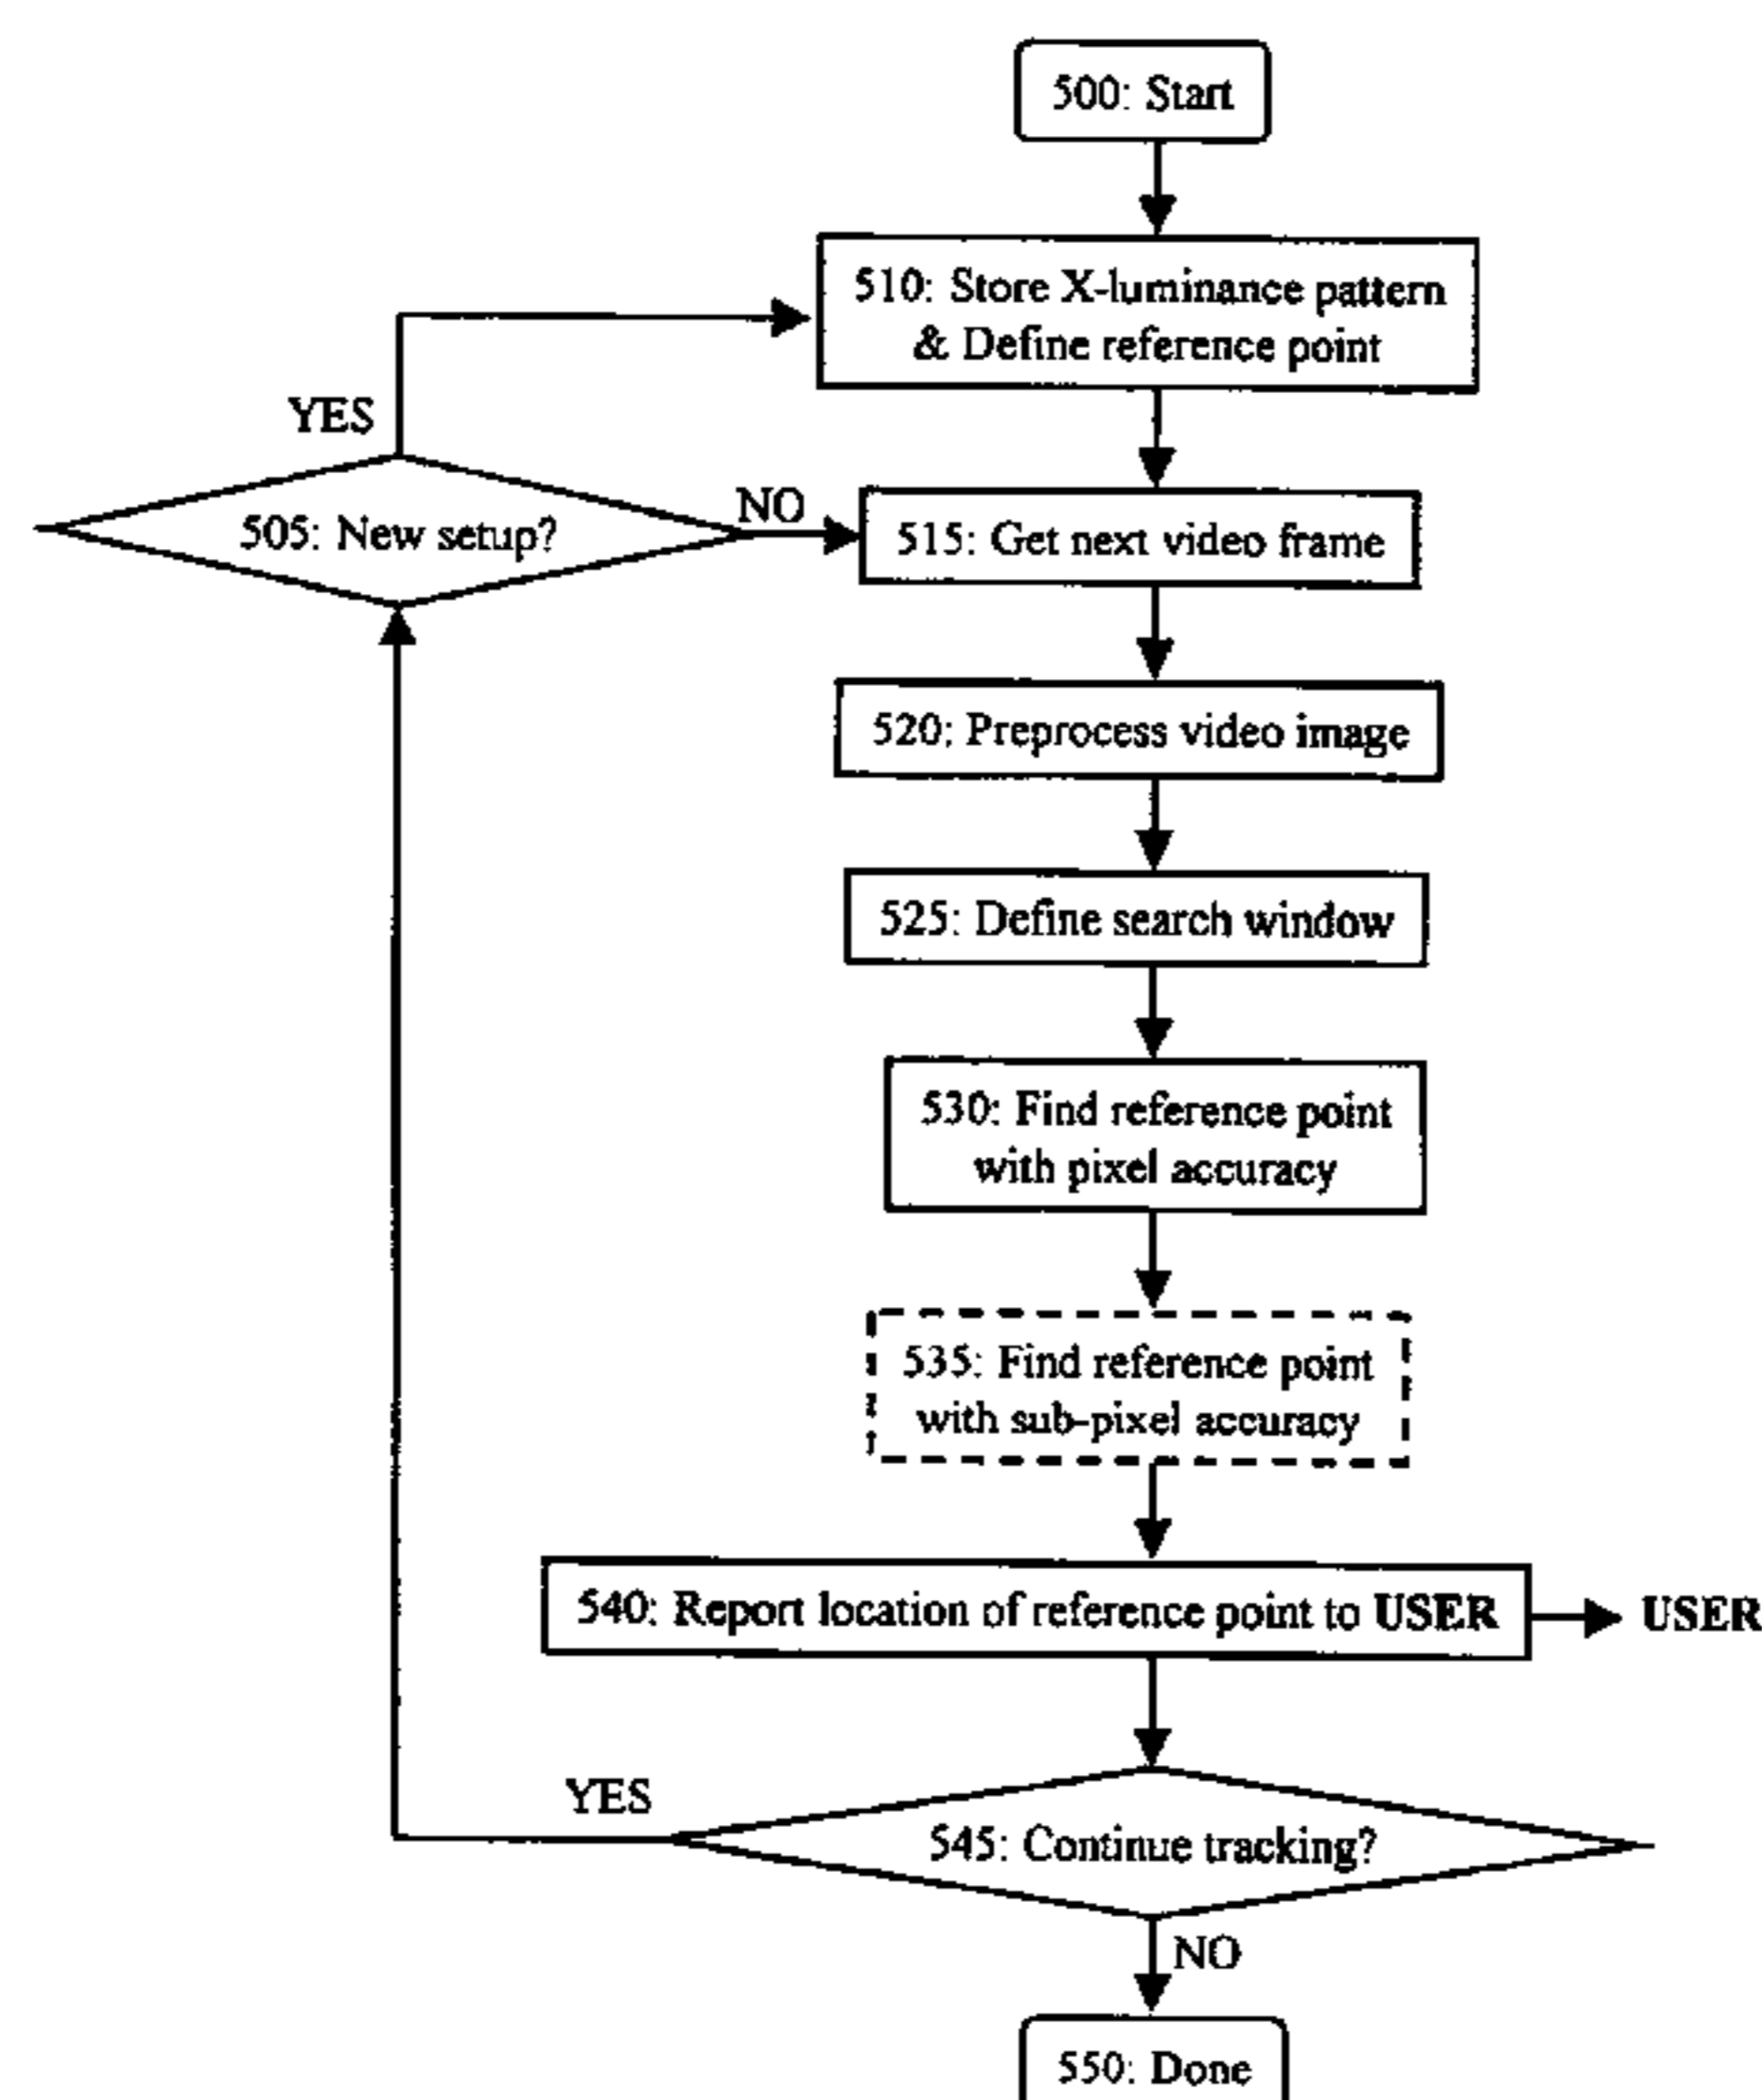 500: Start
510: Store X-luminance pattern
& Define reference point
YES
505: New setup?
NO
515: Get next video frame
520: Preprocess video image
525: Define search window
530: Find reference point
with pixel accuracy
535: Find reference point
with sub-pixel accuracy
540: Report location of reference point to USER
USER
YES
545: Continue tracking?
NO
550: Done